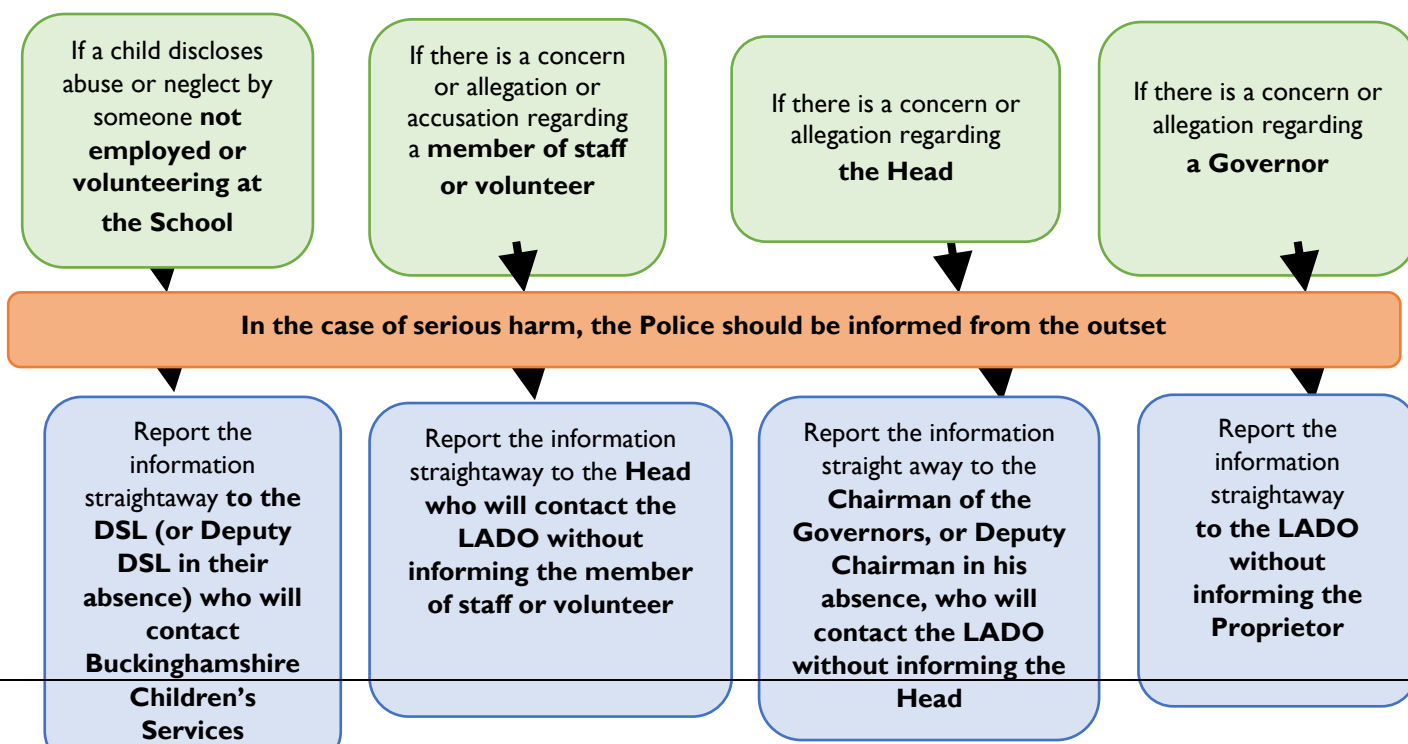 If a child discloses
abuse or neglect by
someone not
employed or
volunteering at
the School
If there is a concern
or allegation or
accusation regarding
a member of staff
or volunteer
If there is a concern or
allegation regarding
the Head
If there is a concern or
allegation regarding
a Governor
In the case of serious harm, the Police should be informed from the outset
Report the
information
straightaway to the
DSL (or Deputy
DSL in their
absence) who will
contact
Buckinghamshire
Children’s
Services
Report the information
straightaway to the Head
who will contact the
LADO without
informing the member
of staff or volunteer
Report the information
straight away to the
Chairman of the
Governors, or Deputy
Chairman in his
absence, who will
contact the LADO
without informing the
Head
Report the
information
straightaway
to the LADO
without
informing the
Proprietor